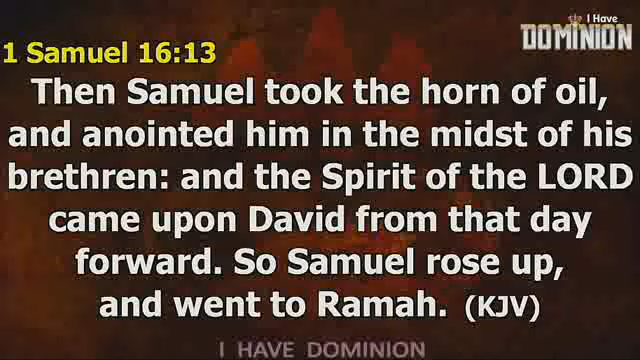 I Have
DOMINION
1 Samuel 16:13
Then Samuel took the horn of oil,
and anointed him in the midst of his
brethren: and the Spirit of the LORD
came upon David from that day
forward. So Samuel rose up,
and went to Ramah. (KJV)
I HAVE DOMINION